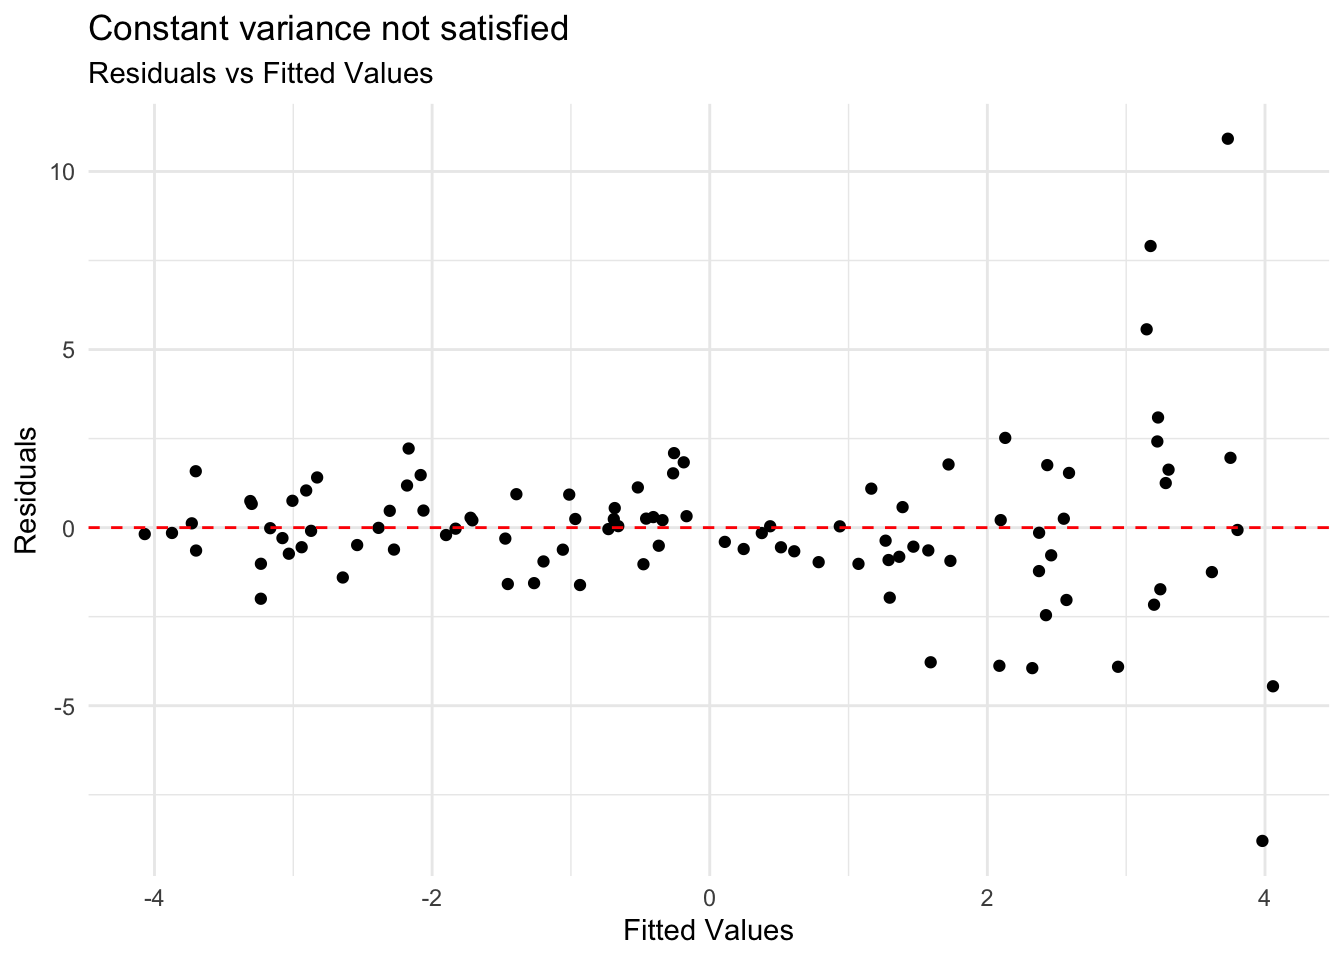 Constant variance not satisfied
Residuals vs Fitted Values
10
5
0
-5
Residuals
-4 -2 0 2 4
Fitted Values